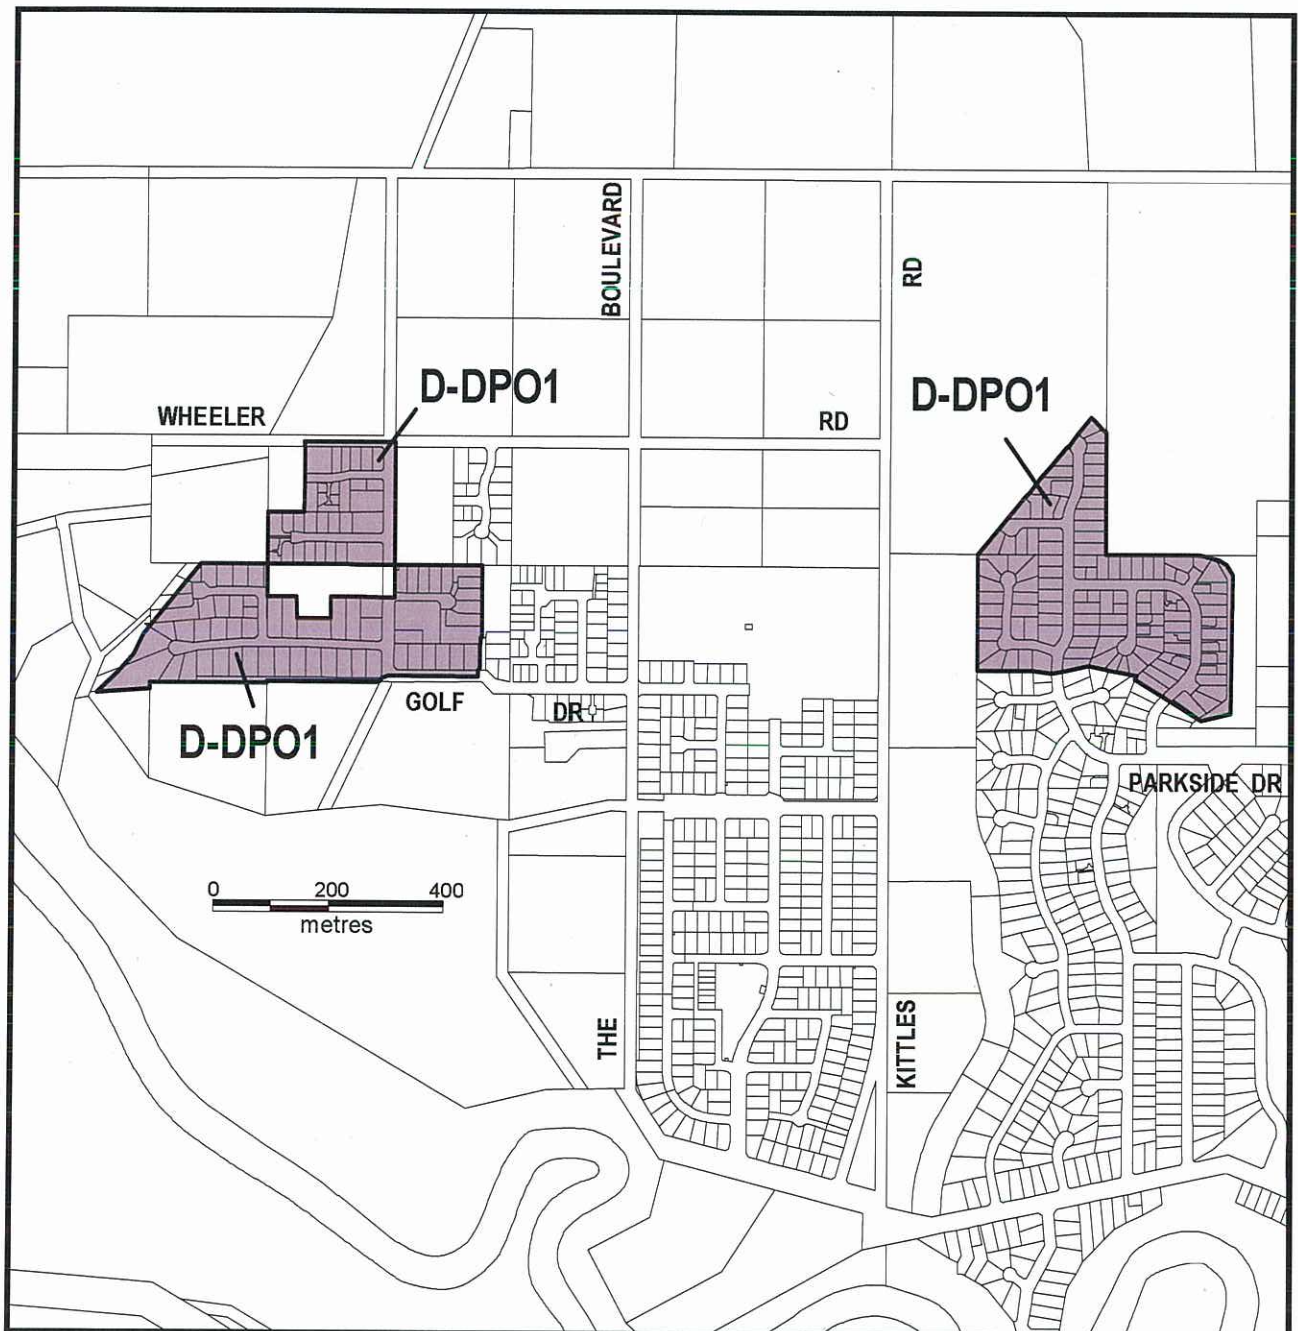 BOULEVARD
RD
D-DPO1
D-DPO1
WHEELER
RD
GOLF
DR
D-DPO1
PARKSIDE DR
0 200 400
metres
THE
KITTLES